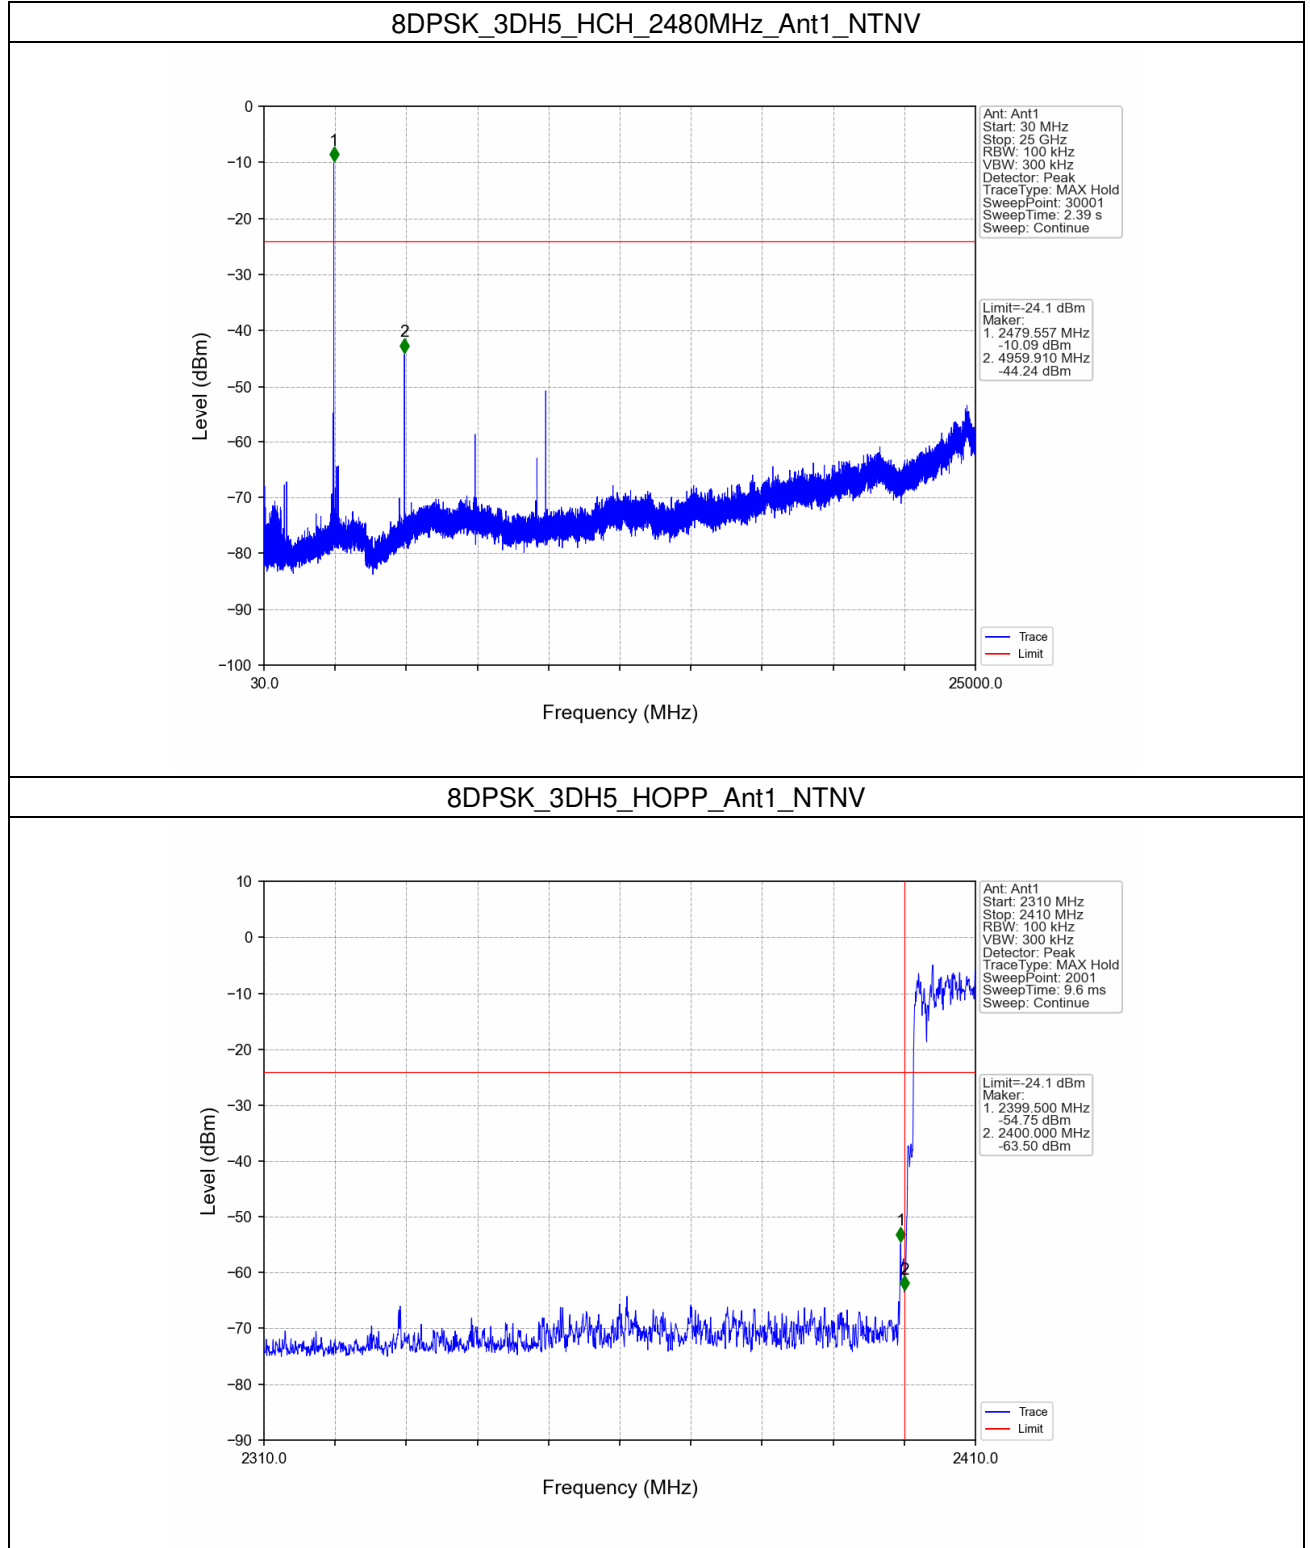 8DPSK_3DH5_HCH_2480MHz_Ant1_NTNV
0
−10
−20
−30
−40
−50
−60
−70
−80
−90
−100
Level (dBm)
1
2
30.0
25000.0
Frequency (MHz)
Ant: Ant1
Start: 30 MHz
Stop: 25 GHz
RBW: 100 kHz
VBW: 300 kHz
Detector: Peak
TraceType: MAX Hold
SweepPoint: 30001
SweepTime: 2.39 s
Sweep: Continue
Limit=-24.1 dBm
Maker:
1. 2479.557 MHz
-10.09 dBm
2. 4959.910 MHz
-44.24 dBm
Trace
Limit
8DPSK_3DH5_HOPP_Ant1_NTNV
10
0
−10
−20
−30
−40
−50
−60
−70
−80
−90
Level (dBm)
1
2
2310.0
2410.0
Frequency (MHz)
Ant: Ant1
Start: 2310 MHz
Stop: 2410 MHz
RBW: 100 kHz
VBW: 300 kHz
Detector: Peak
TraceType: MAX Hold
SweepPoint: 2001
SweepTime: 9.6 ms
Sweep: Continue
Limit=-24.1 dBm
Maker:
1. 2399.500 MHz
-54.75 dBm
2. 2400.000 MHz
-63.50 dBm
Trace
Limit